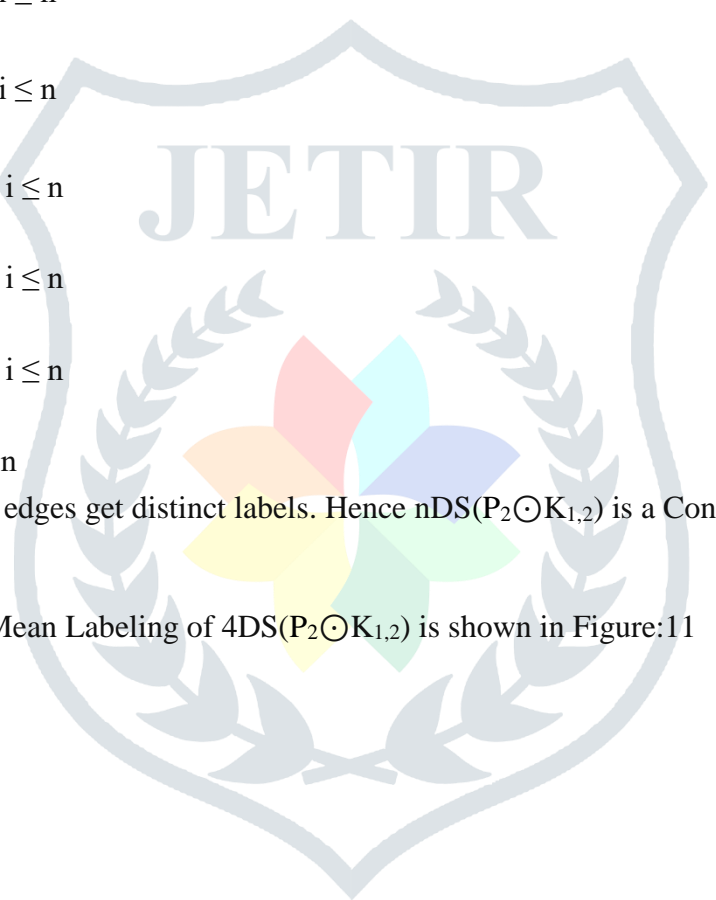 i ≤ n
i ≤ n
JETIR
i ≤ n
i ≤ n
i ≤ n
n
edges get distinct labels. Hence nDS(P₂⊙K₁,₂) is a Con
Mean Labeling of 4DS(P₂⊙K₁,₂) is shown in Figure:11